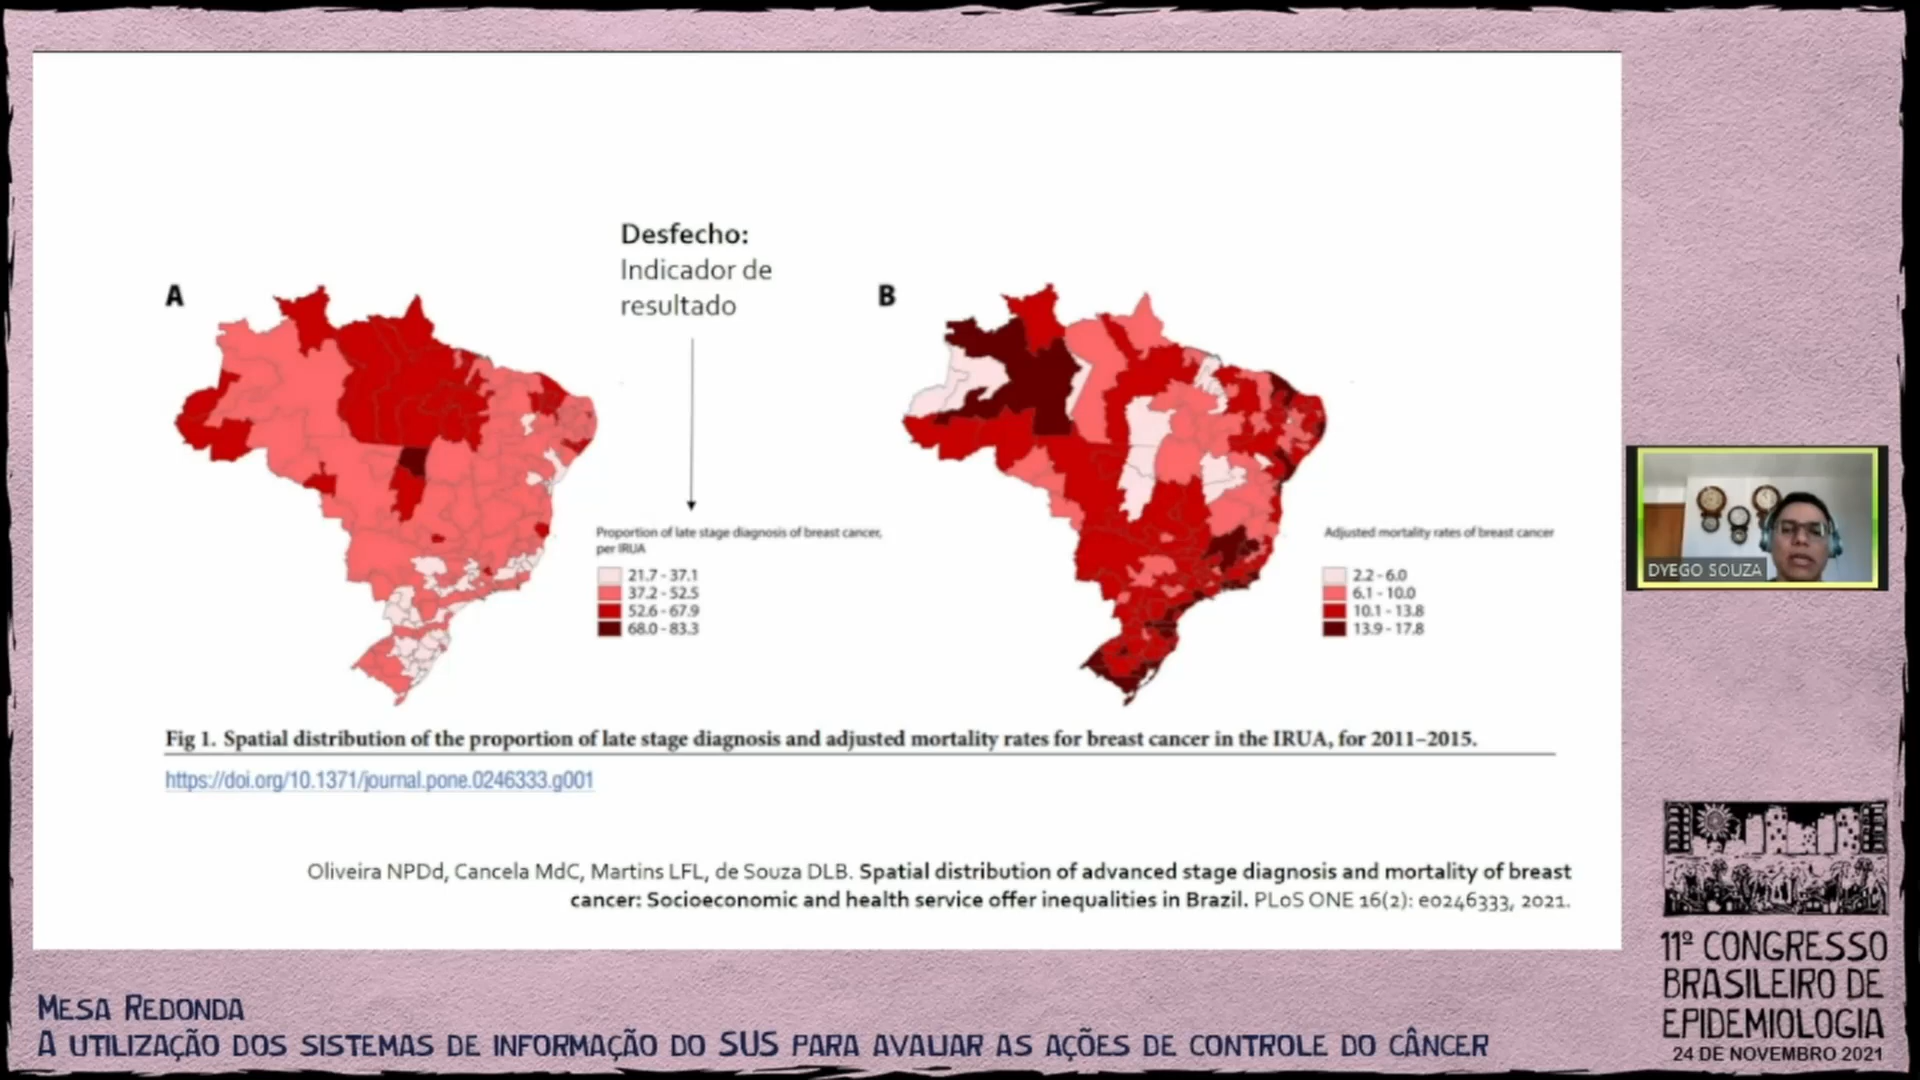 Desfecho:
Indicador de
resultado
A
B
Proportion of late stage diagnosis of breast cancer,
per IRUA
21.7 - 37.1
37.2 - 52.5
52.6 - 67.9
68.0 - 83.3
Adjusted mortality rates of breast cancer
2.2 - 6.0
6.1 - 10.0
10.1 - 13.8
13.9 - 17.8
Fig 1. Spatial distribution of the proportion of late stage diagnosis and adjusted mortality rates for breast cancer in the IRUA, for 2011–2015.
https://doi.org/10.1371/journal.pone.0246333.g001
Oliveira NPDd, Cancela MdC, Martins LFL, de Souza DLB. Spatial distribution of advanced stage diagnosis and mortality of breast
cancer: Socioeconomic and health service offer inequalities in Brazil. PLoS ONE 16(2): e0246333, 2021.
DYEGO SOUZA
11º CONGRESSO
BRASILEIRO DE
EPIDEMIOLOGIA
24 DE NOVEMBRO 2021
MESA REDONDA
A UTILIZAÇÃO DOS SISTEMAS DE INFORMAÇÃO DO SUS PARA AVALIAR AS AÇÕES DE CONTROLE DO CÂNCER